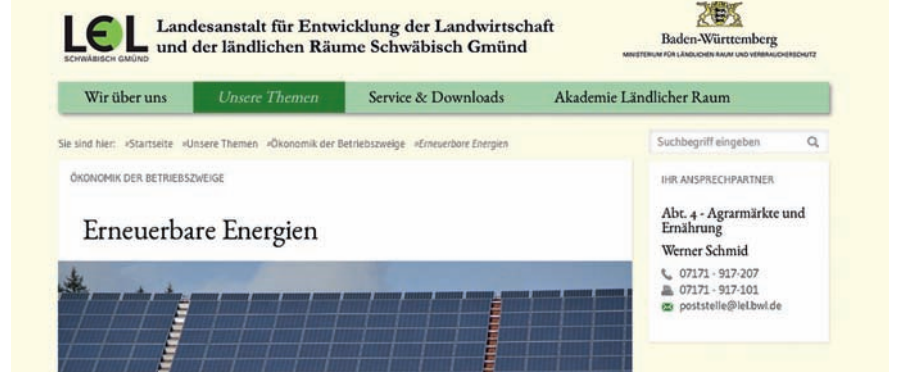 LEL
SCHWÄBISCH GMÜND
Landesanstalt für Entwicklung der Landwirtschaft
und der ländlichen Räume Schwäbisch Gmünd
Baden-Württemberg
MINISTERIUM FÜR LÄNDLICHEN RAUM UND VERBRAUCHERSCHUTZ
Wir über uns Unsere Themen Service & Downloads Akademie Ländlicher Raum
Sie sind hier: »Startseite »Unsere Themen »Ökonomik der Betriebszweige »Erneuerbare Energien
Suchbegriff eingeben
ÖKONOMIK DER BETRIEBSZWEIGE
Erneuerbare Energien
IHR ANSPRECHPARTNER
Abt. 4 - Agrarmärkte und
Ernährung
Werner Schmid
07171 - 917-207
07171 - 917-101
poststelle@lel.bwl.de